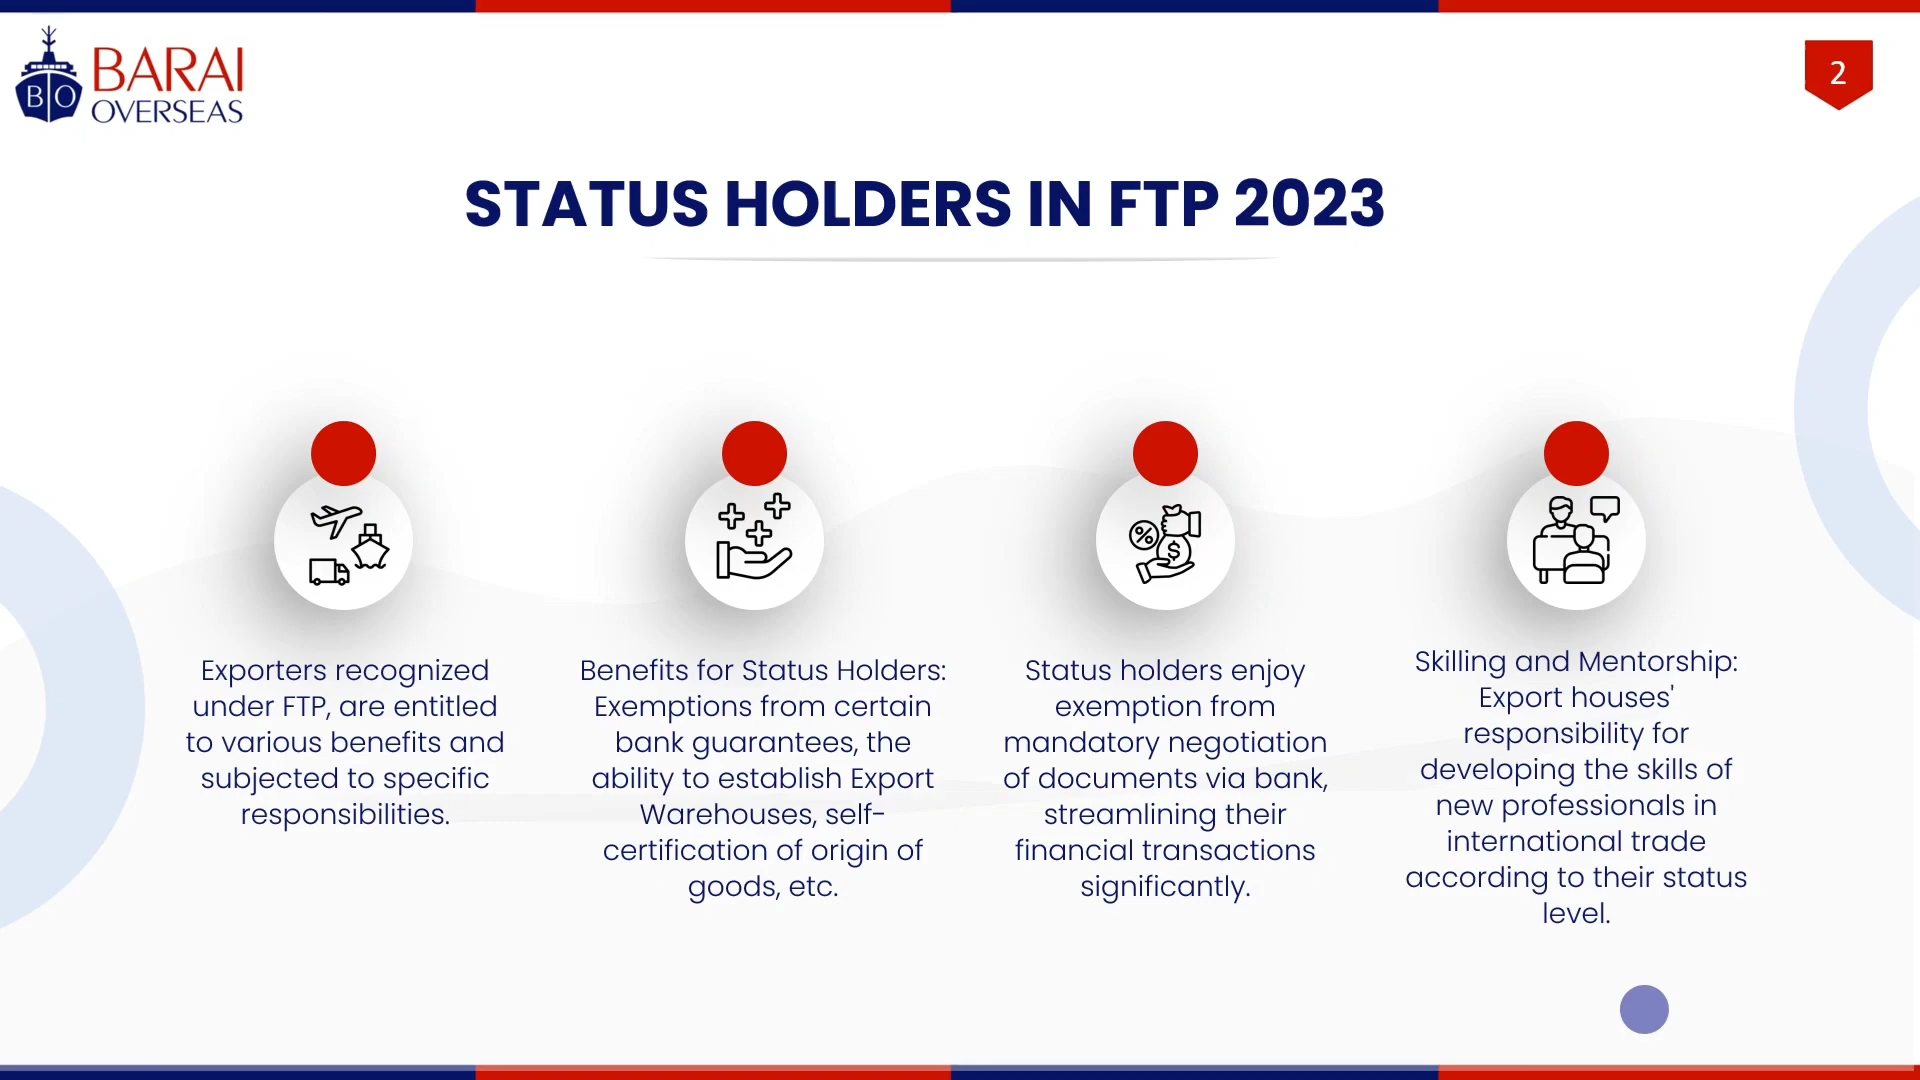 BARAI
BO
OVERSEAS
2
STATUS HOLDERS IN FTP 2023
%
$
Exporters recognized
under FTP, are entitled
to various benefits and
subjected to specific
responsibilities.
Benefits for Status Holders:
Exemptions from certain
bank guarantees, the
ability to establish Export
Warehouses, self-
certification of origin of
goods, etc.
Status holders enjoy
exemption from
mandatory negotiation
of documents via bank,
streamlining their
financial transactions
significantly.
Skilling and Mentorship:
Export houses'
responsibility for
developing the skills of
new professionals in
international trade
according to their status
level.